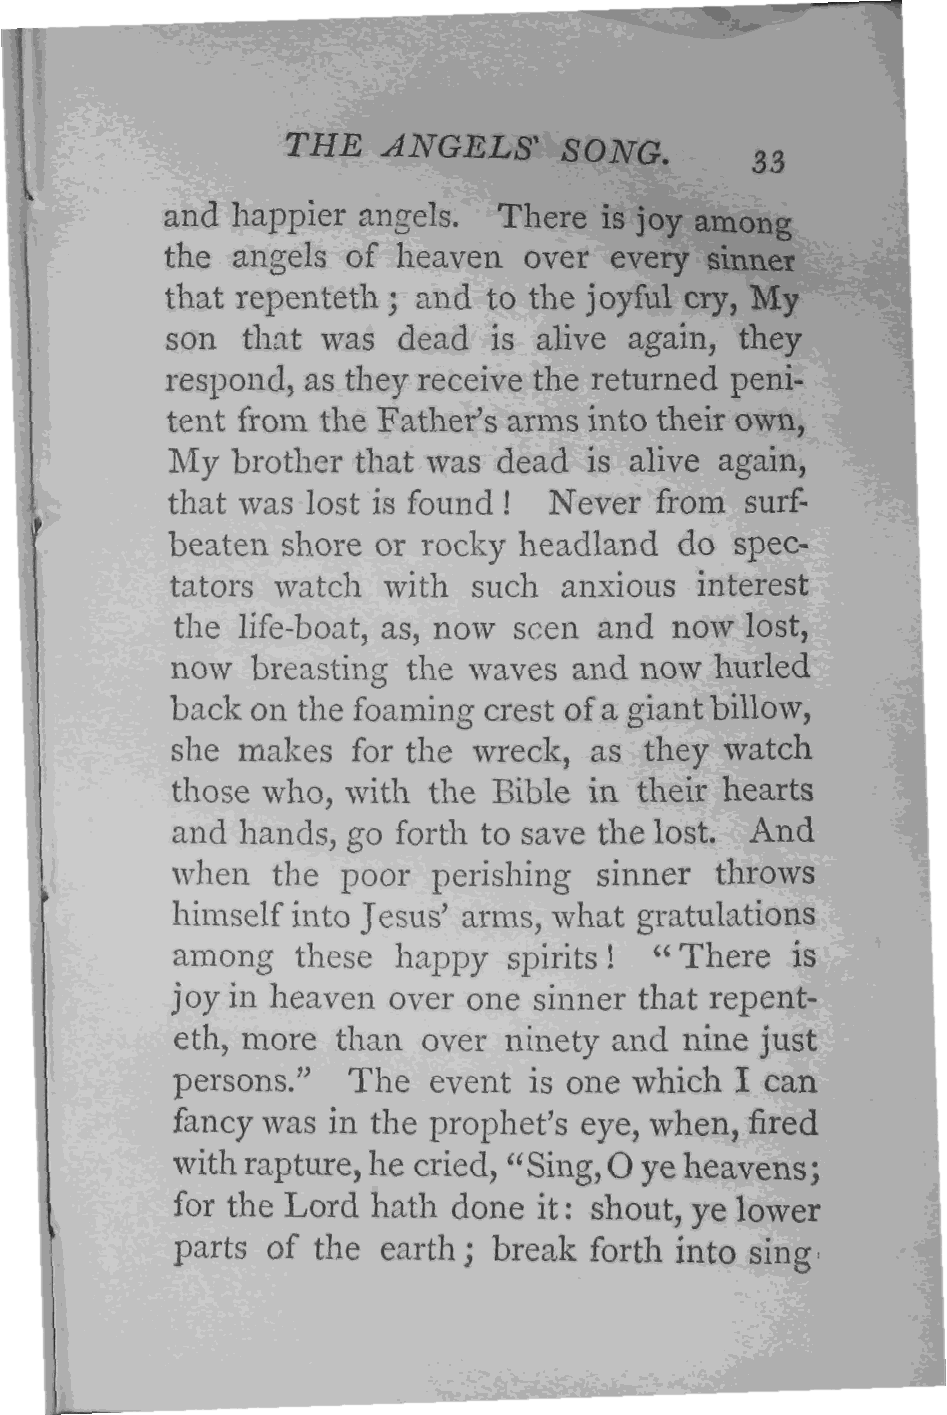 THE ANGELS' SONG. 33
and happier angels. There is joy among
the angels of heaven over every sinner
that repenteth; and to the joyful cry, My
son that was dead is alive again, they
respond, as they receive the returned peni-
tent from the Father's arms into their own,
My brother that was dead is alive again,
that was lost is found! Never from surf-
beaten shore or rocky headland do spec-
tators watch with such anxious interest
the life-boat, as, now seen and now lost,
now breasting the waves and now hurled
back on the foaming crest of a giant billow,
she makes for the wreck, as they watch
those who, with the Bible in their hearts
and hands, go forth to save the lost. And
when the poor perishing sinner throws
himself into Jesus' arms, what gratulations
among these happy spirits! "There is
joy in heaven over one sinner that repent-
eth, more than over ninety and nine just
persons." The event is one which I can
fancy was in the prophet's eye, when, fired
with rapture, he cried, "Sing, O ye heavens;
for the Lord hath done it: shout, ye lower
parts of the earth; break forth into sing-